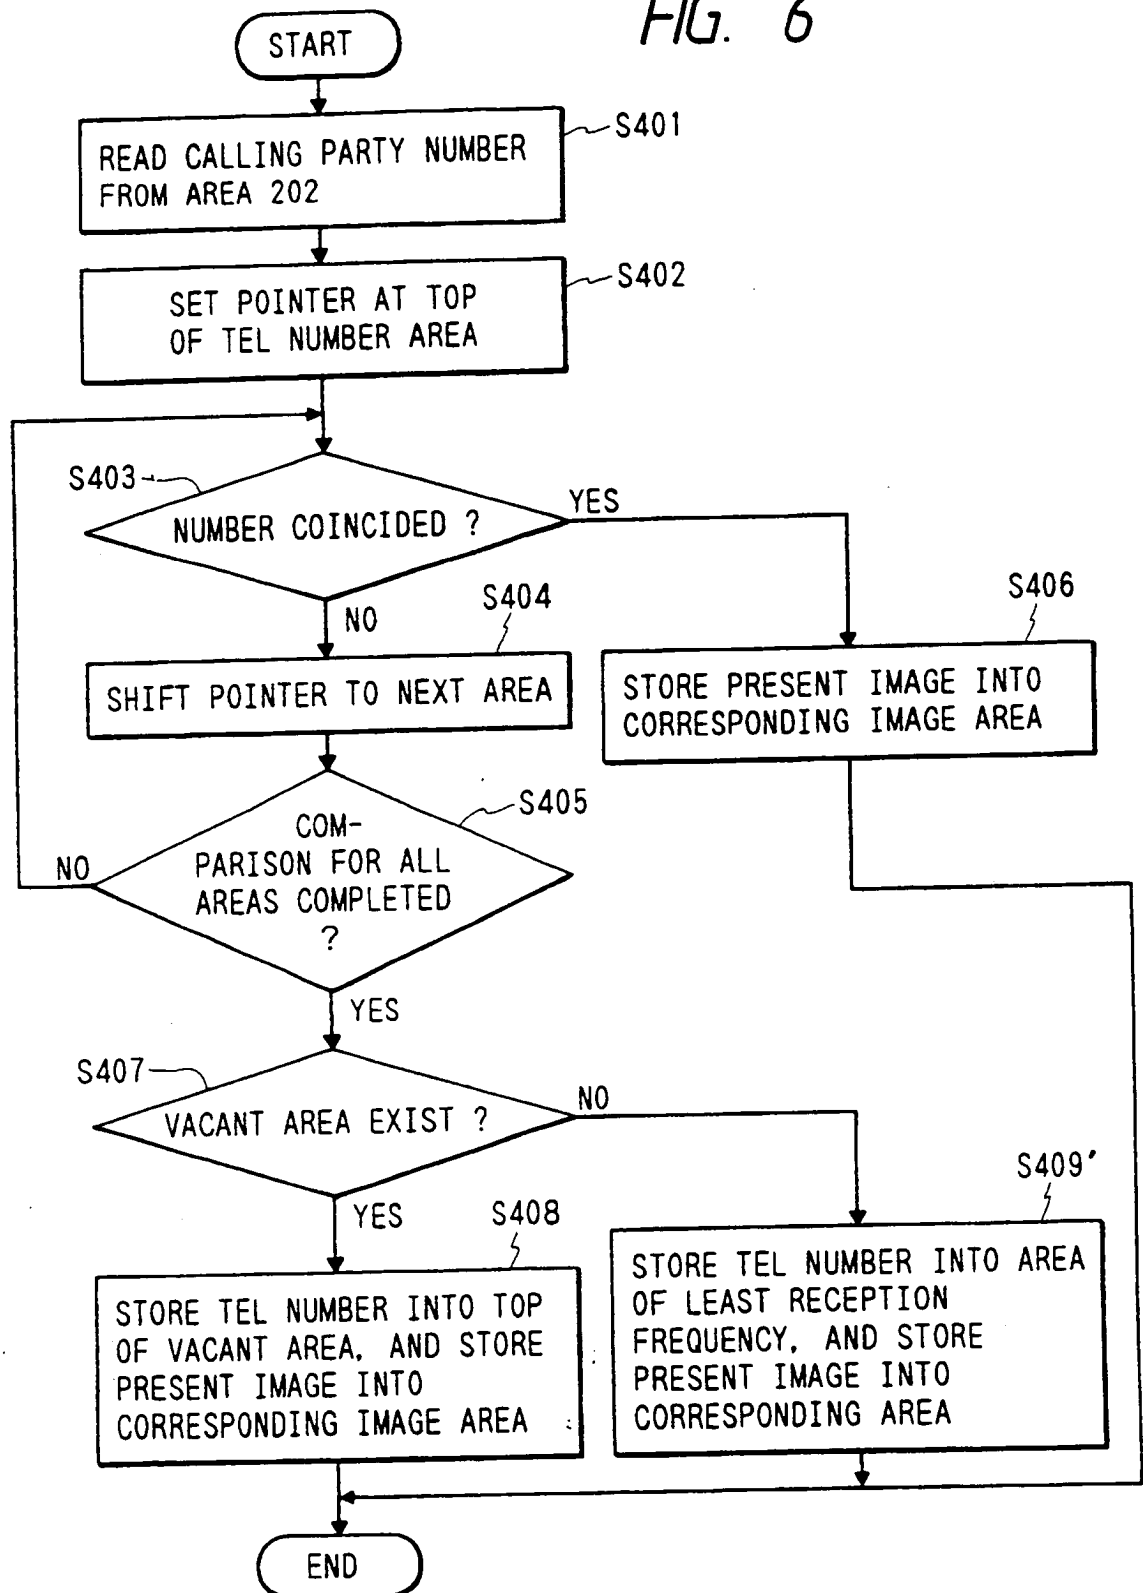 FIG. 6
START
S401
READ CALLING PARTY NUMBER
FROM AREA 202
S402
SET POINTER AT TOP
OF TEL NUMBER AREA
S403
NUMBER COINCIDED ?
YES
NO
S404
SHIFT POINTER TO NEXT AREA
S406
STORE PRESENT IMAGE INTO
CORRESPONDING IMAGE AREA
S405
COM-
PARISON FOR ALL
AREAS COMPLETED
?
NO
YES
S407
VACANT AREA EXIST ?
NO
YES
S408
STORE TEL NUMBER INTO TOP
OF VACANT AREA, AND STORE
PRESENT IMAGE INTO
CORRESPONDING IMAGE AREA
S409'
STORE TEL NUMBER INTO AREA
OF LEAST RECEPTION
FREQUENCY, AND STORE
PRESENT IMAGE INTO
CORRESPONDING AREA
END